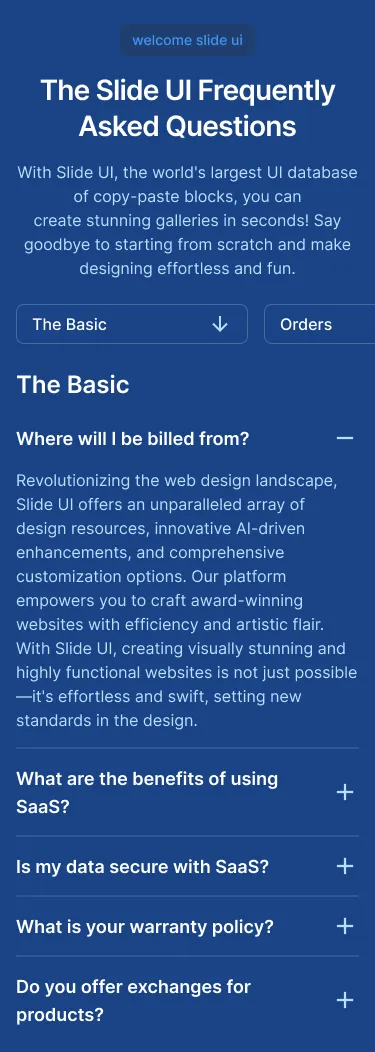 welcome slide ui
The Slide UI Frequently
Asked Questions
With Slide UI, the world's largest UI database
of copy-paste blocks, you can
create stunning galleries in seconds! Say
goodbye to starting from scratch and make
designing effortless and fun.
The Basic
Orders
The Basic
Where will I be billed from?
Revolutionizing the web design landscape,
Slide UI offers an unparalleled array of
design resources, innovative AI-driven
enhancements, and comprehensive
customization options. Our platform
empowers you to craft award-winning
websites with efficiency and artistic flair.
With Slide UI, creating visually stunning and
highly functional websites is not just possible
—it's effortless and swift, setting new
standards in the design.
What are the benefits of using
SaaS?
Is my data secure with SaaS?
What is your warranty policy?
Do you offer exchanges for
products?